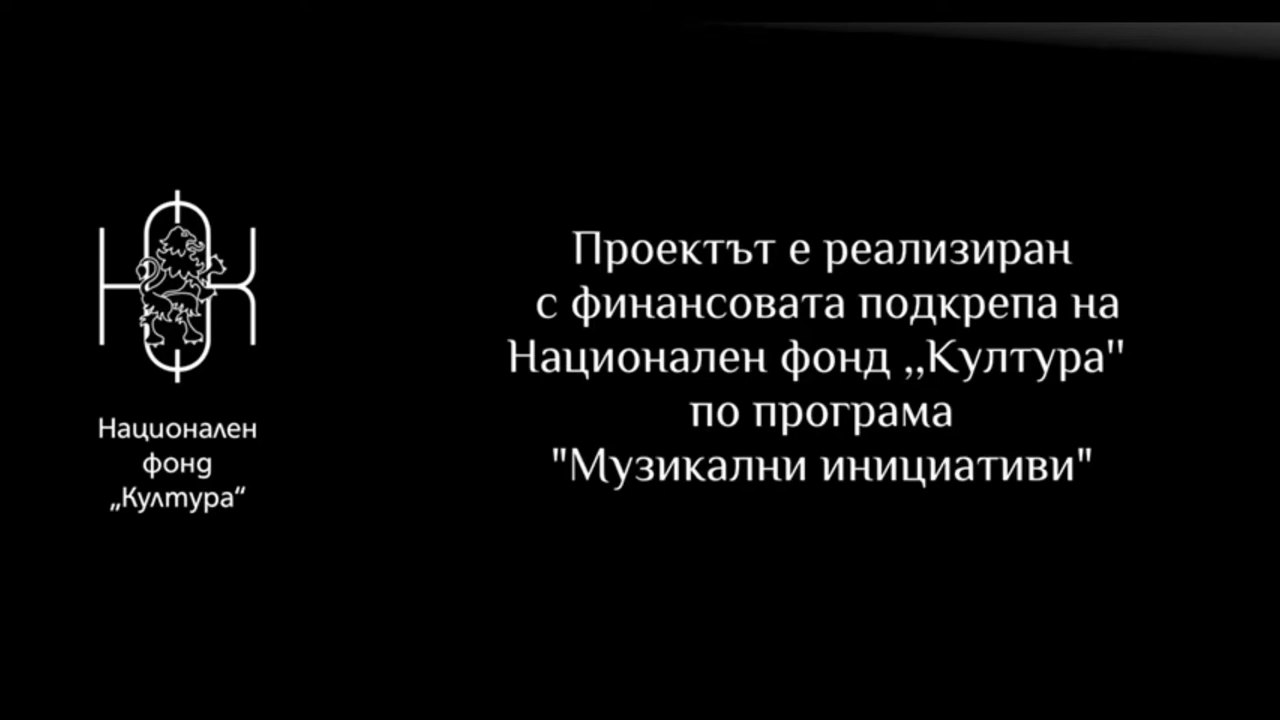 Национален
фонд
„Култура“
Проектът е реализиран
с финансовата подкрепа на
Национален фонд ,,Култура''
по програма
"Музикални инициативи"